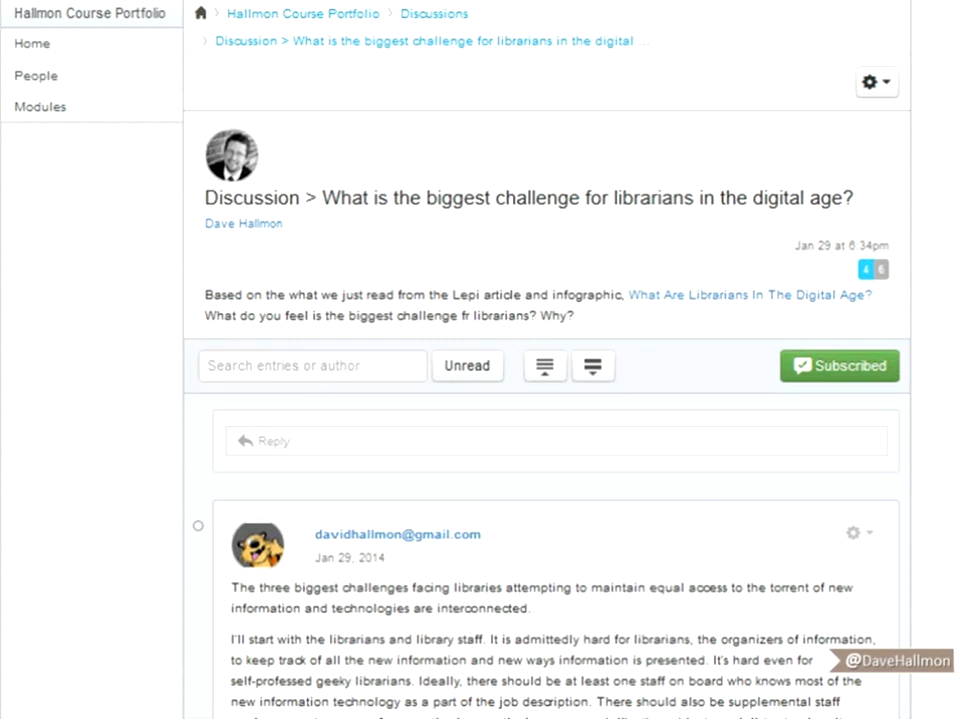 Hallmon Course Portfolio
Home
People
Modules
Hallmon Course Portfolio > Discussions
> Discussion > What is the biggest challenge for librarians in the digital ...
Discussion > What is the biggest challenge for librarians in the digital age?
Dave Hallmon
Jan 29 at 6:34pm
4 6
Based on the what we just read from the Lepi article and infographic, What Are Librarians In The Digital Age?
What do you feel is the biggest challenge fr librarians? Why?
Search entries or author
Unread
Subscribed
Reply
davidhallmon@gmail.com
Jan 29, 2014
The three biggest challenges facing libraries attempting to maintain equal access to the torrent of new
information and technologies are interconnected.
I'll start with the librarians and library staff. It is admittedly hard for librarians, the organizers of information,
to keep track of all the new information and new ways information is presented. It's hard even for
@DaveHallmon
self-professed geeky librarians. Ideally, there should be at least one staff on board who knows most of the
new information technology as a part of the job description. There should also be supplemental staff